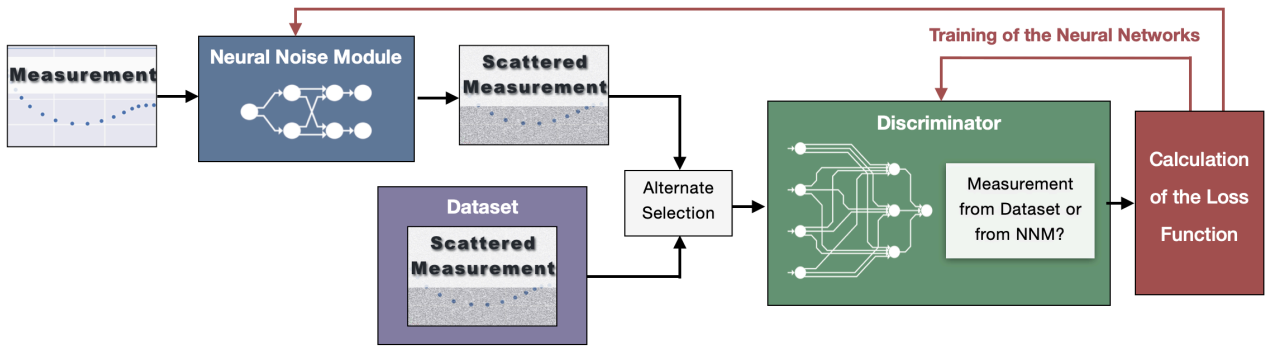 Training of the Neural Networks
Measurement
Neural Noise Module
Scattered
Measurement
Dataset
Scattered
Measurement
Alternate
Selection
Discriminator
Measurement
from Dataset or
from NNM?
Calculation
of the Loss
Function